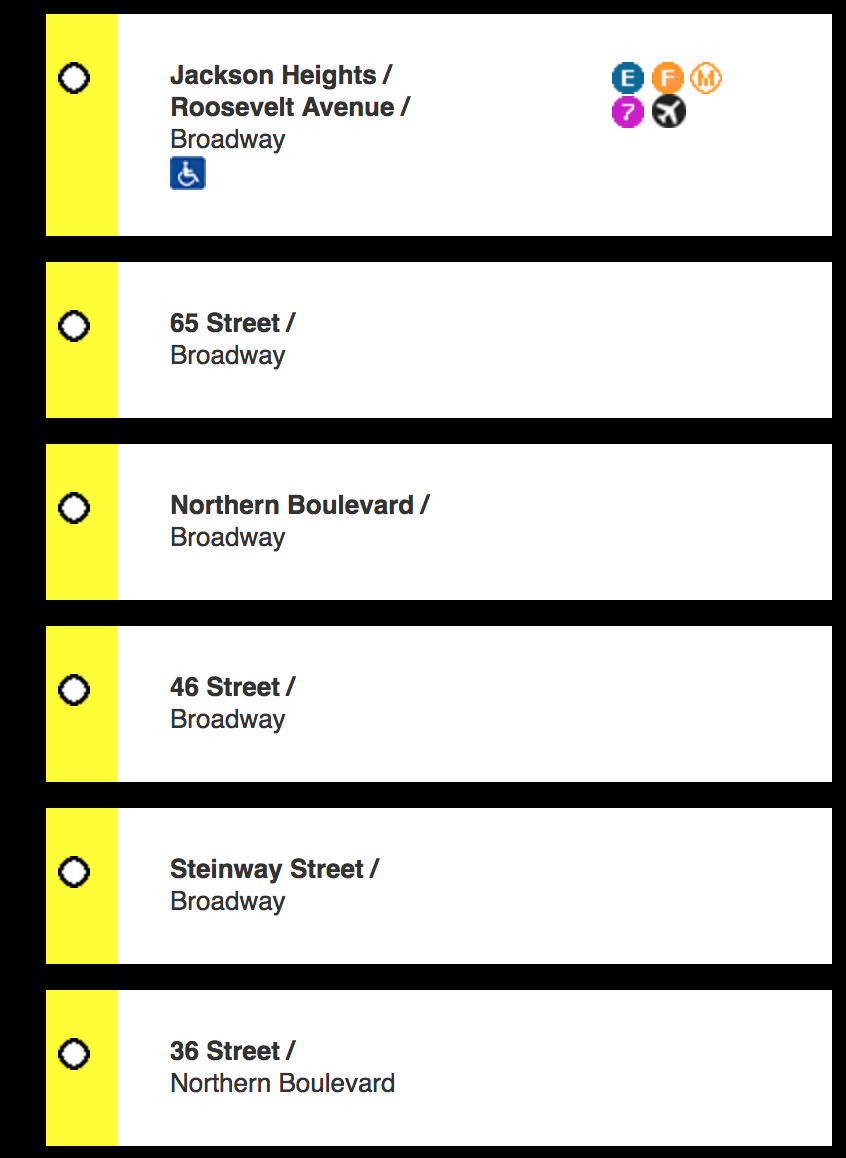 Jackson Heights /
Roosevelt Avenue /
Broadway
E F M
7
65 Street /
Broadway
Northern Boulevard /
Broadway
46 Street /
Broadway
Steinway Street /
Broadway
36 Street /
Northern Boulevard